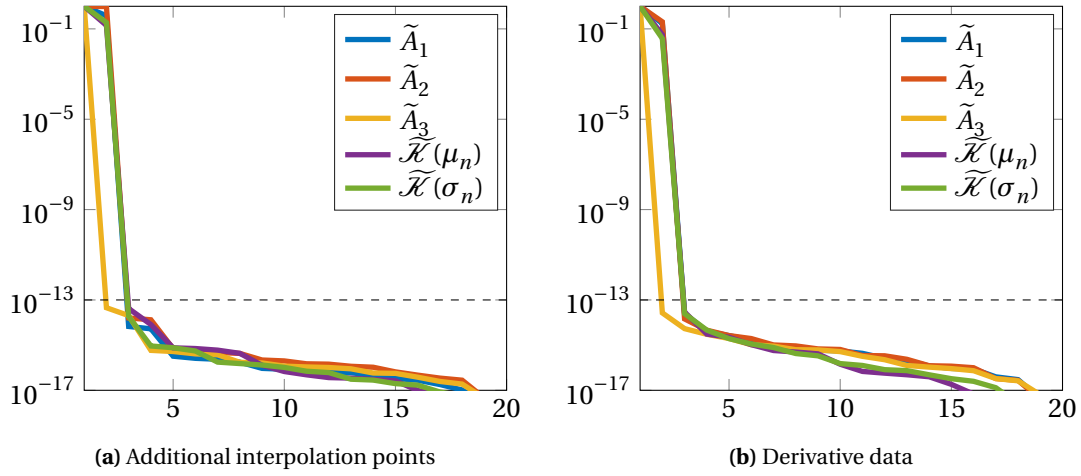 10⁻¹
10⁻⁵
10⁻⁹
10⁻¹³
10⁻¹⁷
5
10
15
20
Ã₁
Ã₂
Ã₃
𝒦̃(μₙ)
𝒦̃(σₙ)
(a) Additional interpolation points
10⁻¹
10⁻⁵
10⁻⁹
10⁻¹³
10⁻¹⁷
5
10
15
20
Ã₁
Ã₂
Ã₃
𝒦̃(μₙ)
𝒦̃(σₙ)
(b) Derivative data